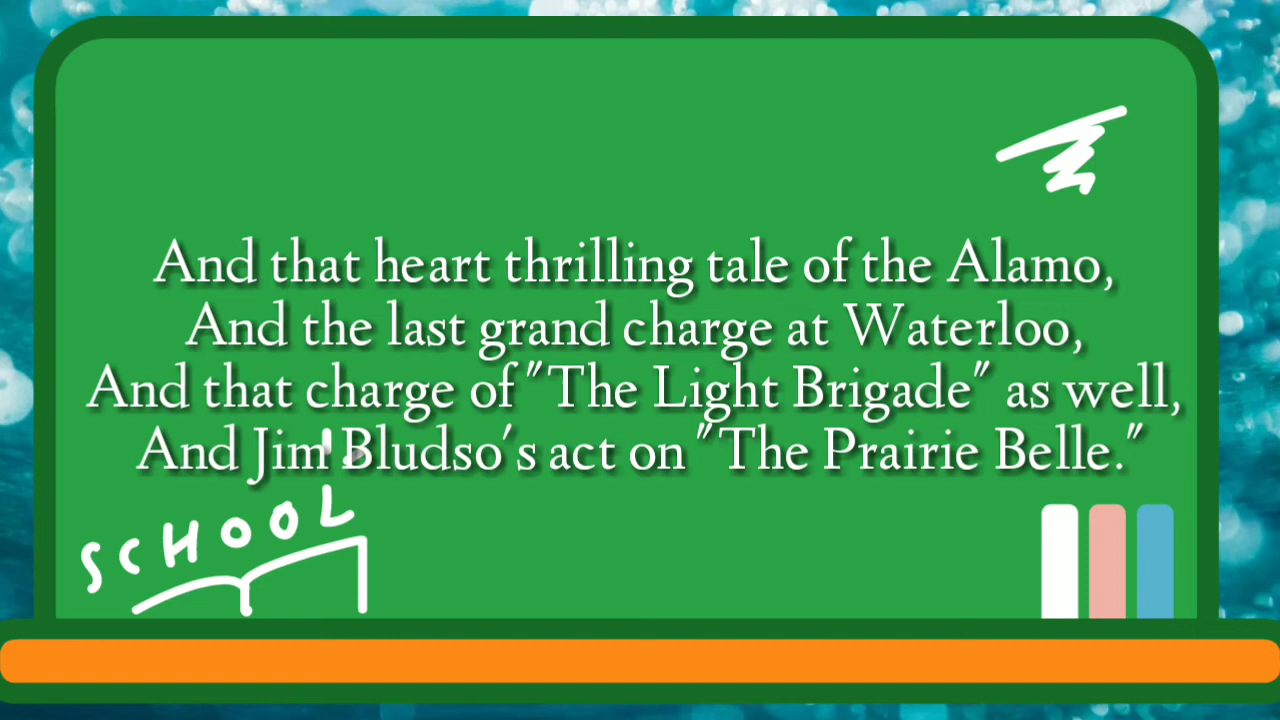 And that heart thrilling tale of the Alamo,
And the last grand charge at Waterloo,
And that charge of "The Light Brigade" as well,
And Jim Bludso's act on "The Prairie Belle."
SCHOOL